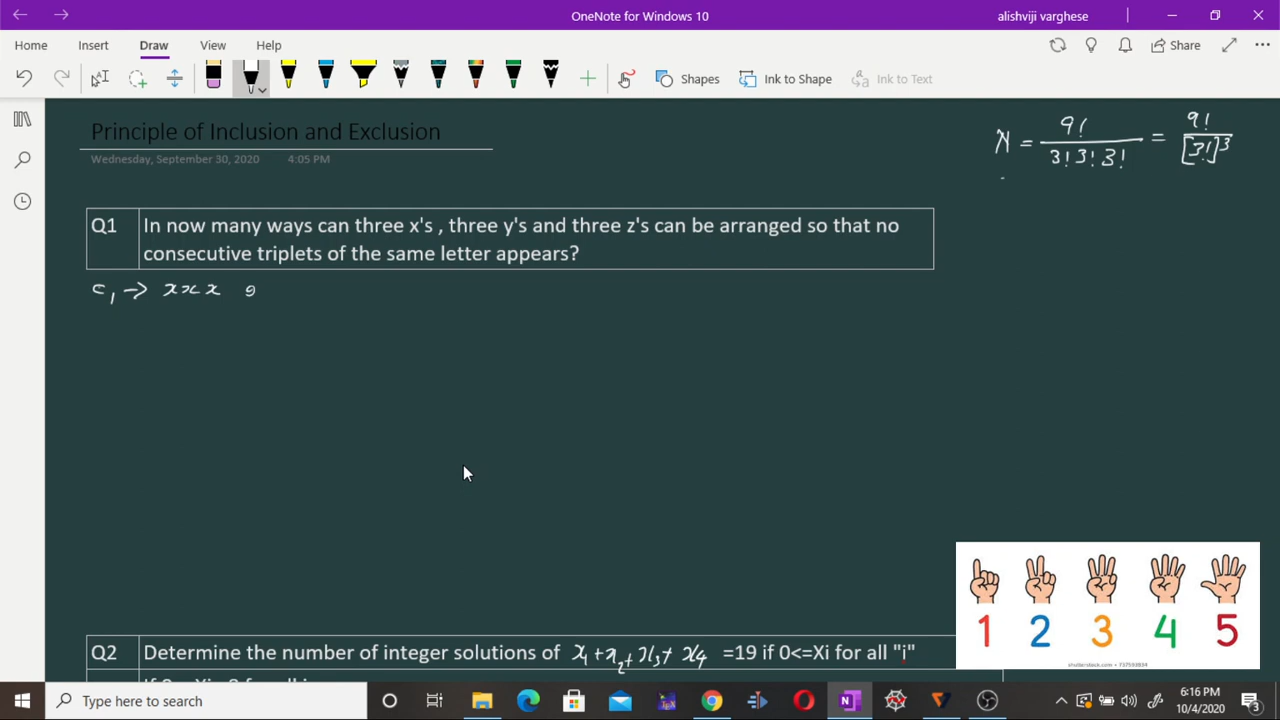 OneNote for Windows 10
alishviji varghese
Home Insert Draw View Help
Share
Shapes Ink to Shape Ink to Text
Principle of Inclusion and Exclusion
Wednesday, September 30, 2020 4:05 PM
N = 9! / 3! 3! 3! = 9! / [3!]^3
Q1 In now many ways can three x's , three y's and three z's can be arranged so that no
consecutive triplets of the same letter appears?
c₁ → x x x
1 2 3 4 5
shutterstock.com • 717593834
Q2 Determine the number of integer solutions of x₁ + x₂ + x₃ + x₄ =19 if 0<=Xi for all "i"
Type here to search
6:16 PM
10/4/2020
3